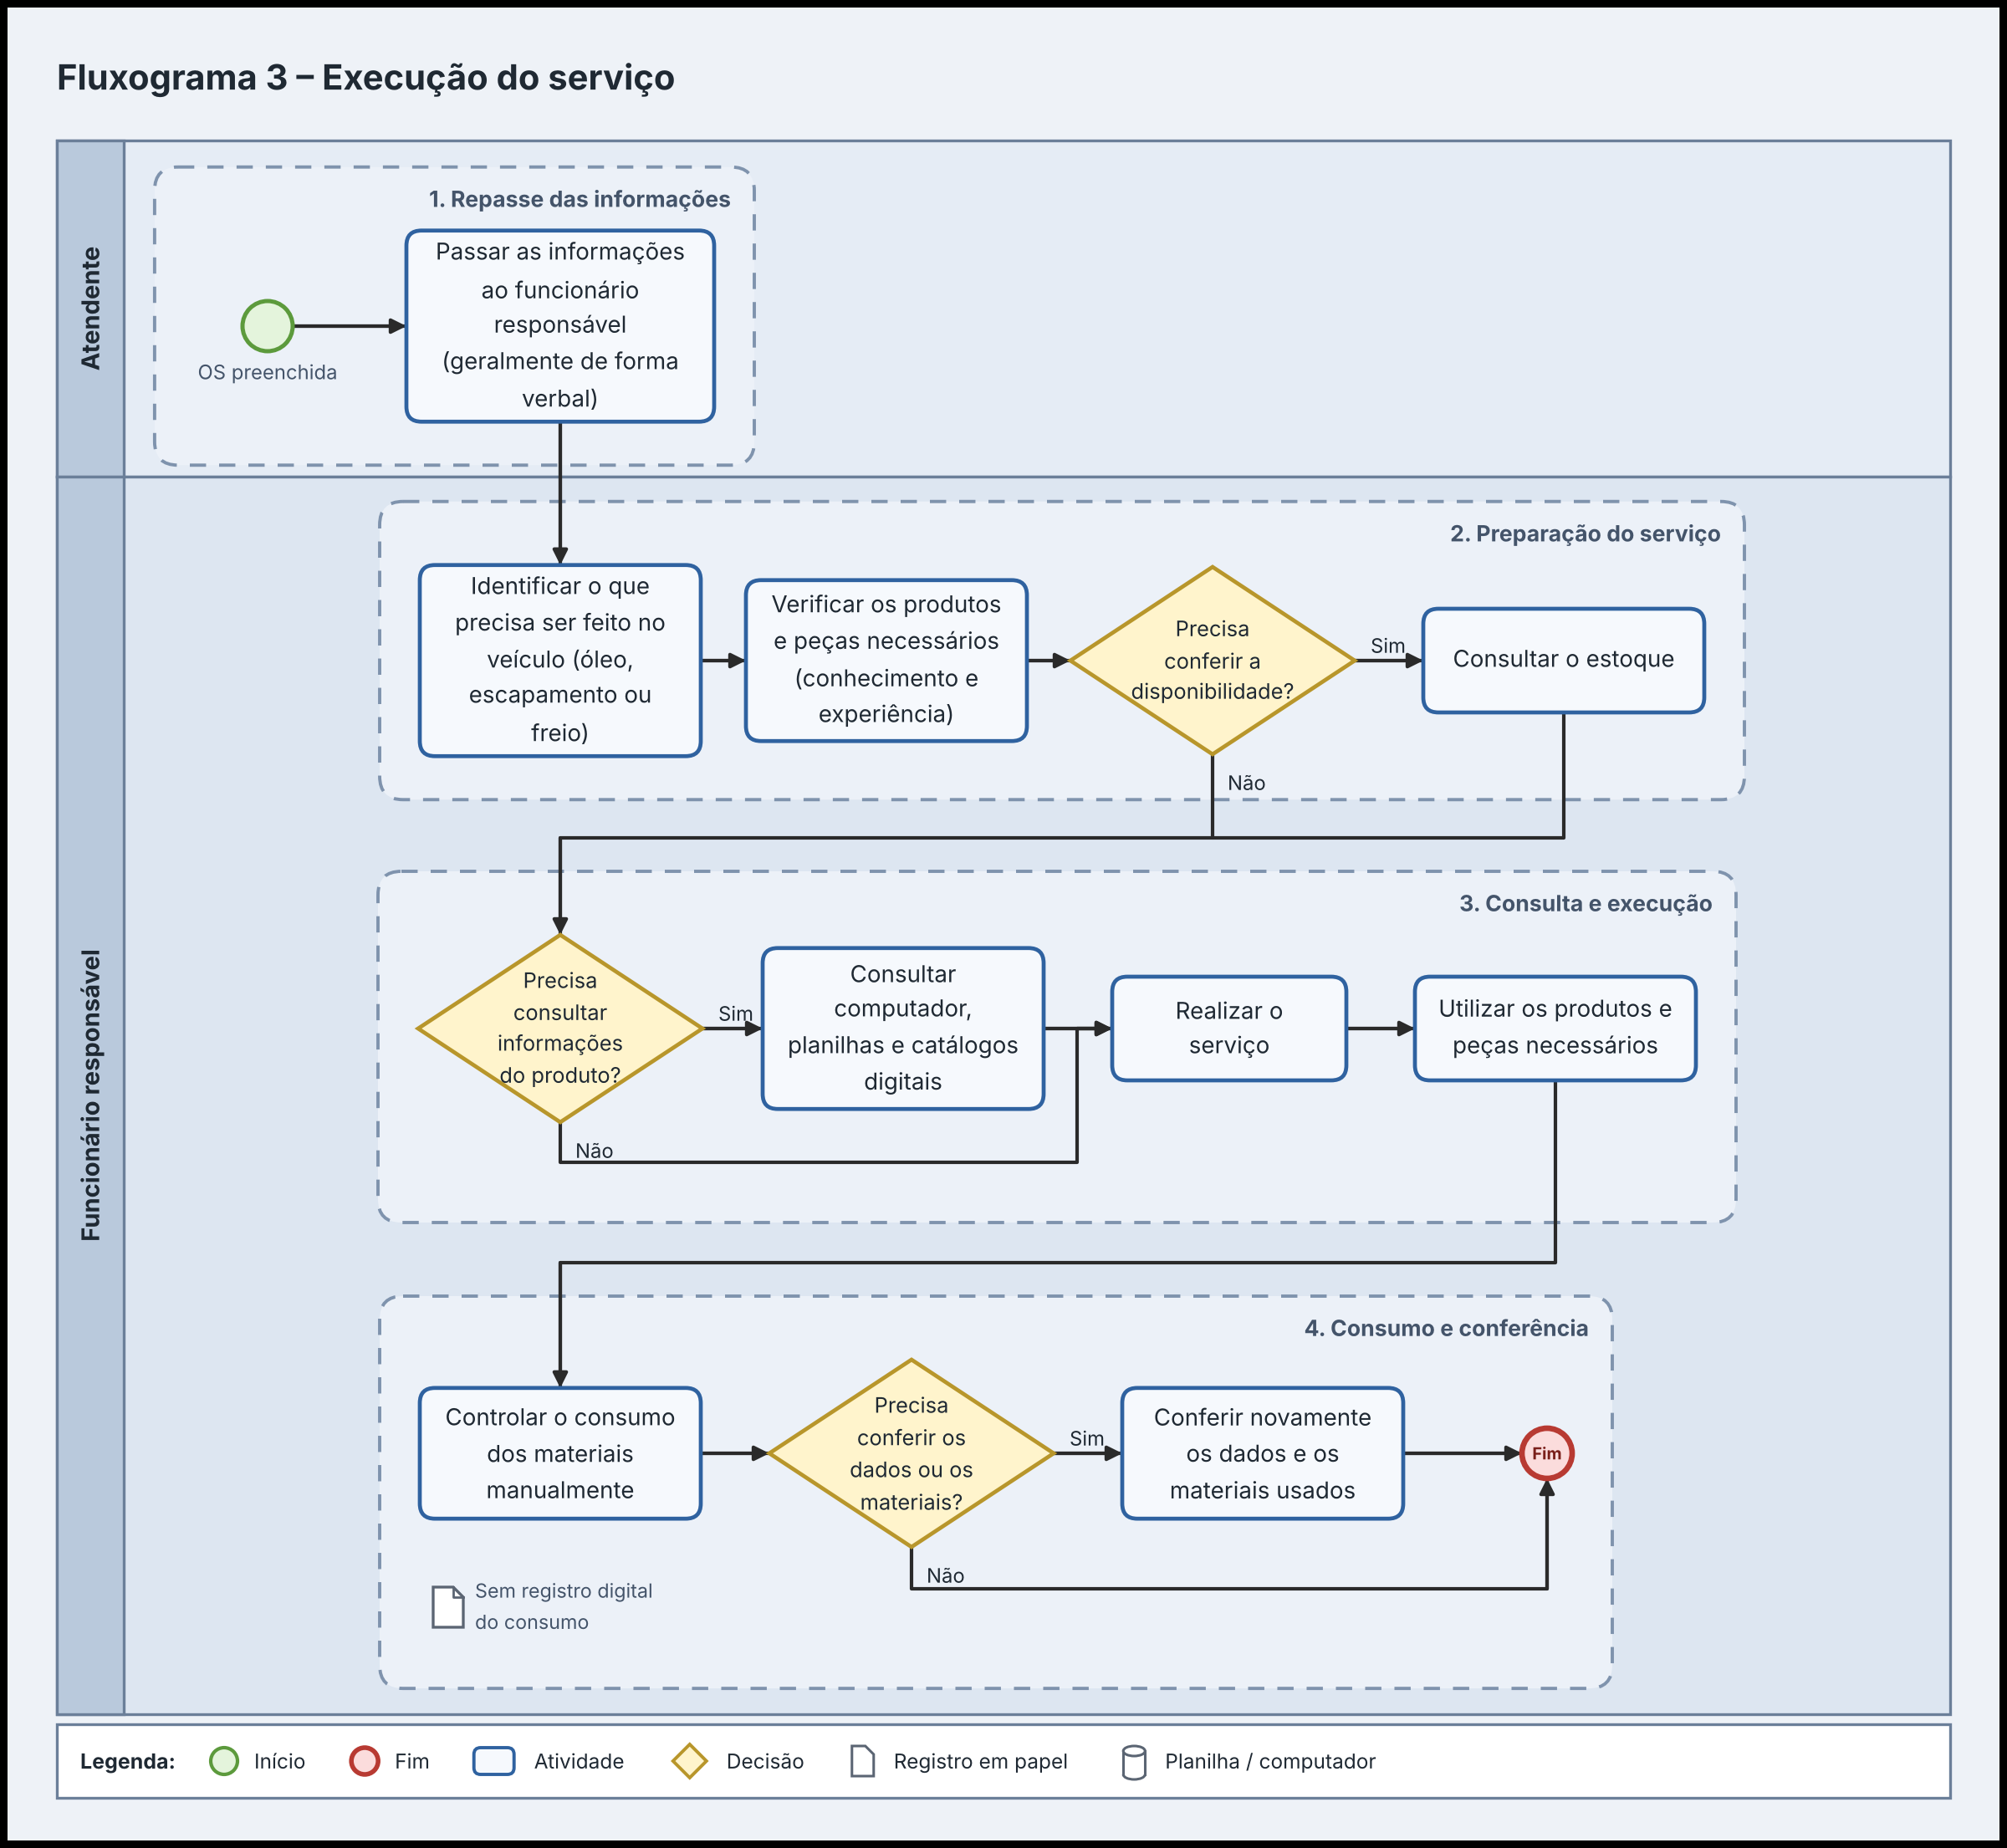 Fluxograma 3 – Execução do serviço
Atendente
1. Repasse das informações
OS preenchida
Passar as informações
ao funcionário
responsável
(geralmente de forma
verbal)
Funcionário responsável
2. Preparação do serviço
Identificar o que
precisa ser feito no
veículo (óleo,
escapamento ou
freio)
Verificar os produtos
e peças necessários
(conhecimento e
experiência)
Precisa
conferir a
disponibilidade?
Sim
Consultar o estoque
Não
3. Consulta e execução
Precisa
consultar
informações
do produto?
Sim
Consultar
computador,
planilhas e catálogos
digitais
Realizar o
serviço
Utilizar os produtos e
peças necessários
Não
4. Consumo e conferência
Controlar o consumo
dos materiais
manualmente
Precisa
conferir os
dados ou os
materiais?
Sim
Conferir novamente
os dados e os
materiais usados
Fim
Não
Sem registro digital
do consumo
Legenda:
Início
Fim
Atividade
Decisão
Registro em papel
Planilha / computador